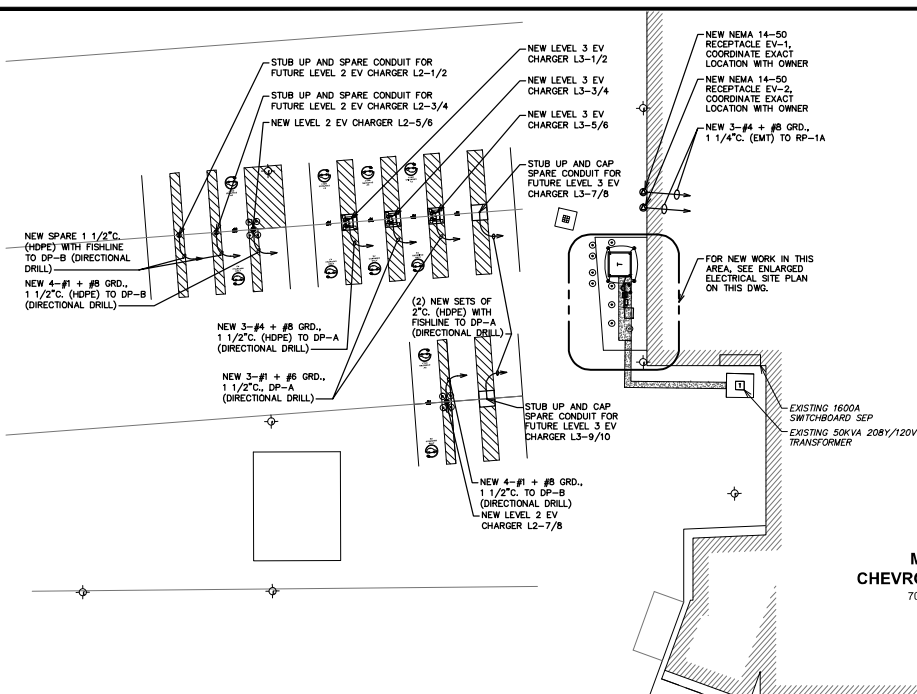 STUB UP AND SPARE CONDUIT FOR
FUTURE LEVEL 2 EV CHARGER L2-1/2
STUB UP AND SPARE CONDUIT FOR
FUTURE LEVEL 2 EV CHARGER L2-3/4
NEW LEVEL 2 EV CHARGER L2-5/6
NEW LEVEL 3 EV
CHARGER L3-1/2
NEW LEVEL 3 EV
CHARGER L3-3/4
NEW LEVEL 3 EV
CHARGER L3-5/6
STUB UP AND CAP
SPARE CONDUIT FOR
FUTURE LEVEL 3 EV
CHARGER L3-7/8
NEW NEMA 14-50
RECEPTACLE EV-1,
COORDINATE EXACT
LOCATION WITH OWNER
NEW NEMA 14-50
RECEPTACLE EV-2,
COORDINATE EXACT
LOCATION WITH OWNER
NEW 3-#4 + #8 GRD.,
1 1/4"C. (EMT) TO RP-1A
NEW SPARE 1 1/2"C.
(HDPE) WITH FISHLINE
TO DP-B (DIRECTIONAL
DRILL)
NEW 4-#1 + #8 GRD.,
1 1/2"C. (HDPE) TO DP-B
(DIRECTIONAL DRILL)
NEW 3-#4 + #8 GRD.,
1 1/2"C. (HDPE) TO DP-A
(DIRECTIONAL DRILL)
NEW 3-#1 + #6 GRD.,
1 1/2"C., DP-A
(DIRECTIONAL DRILL)
(2) NEW SETS OF
2"C. (HDPE) WITH
FISHLINE TO DP-A
(DIRECTIONAL DRILL)
T
FOR NEW WORK IN THIS
AREA, SEE ENLARGED
ELECTRICAL SITE PLAN
ON THIS DWG.
STUB UP AND CAP
SPARE CONDUIT FOR
FUTURE LEVEL 3 EV
CHARGER L3-9/10
NEW 4-#1 + #8 GRD.,
1 1/2"C. TO DP-B
(DIRECTIONAL DRILL)
NEW LEVEL 2 EV
CHARGER L2-7/8
T
EXISTING 1600A
SWITCHBOARD SEP
EXISTING 50KVA 208Y/120V
TRANSFORMER
M
CHEVRO
70